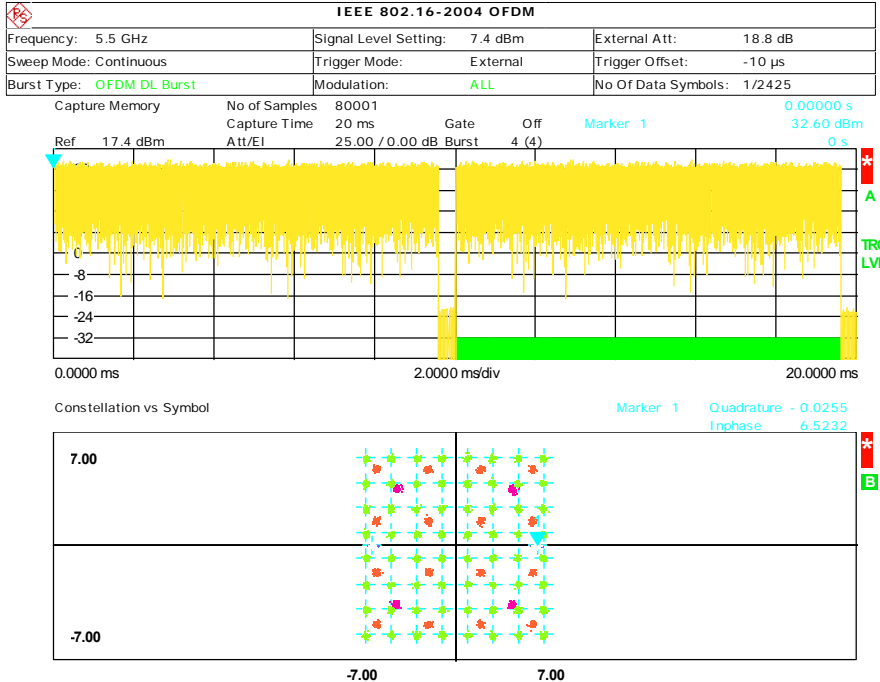 IEEE 802.16-2004 OFDM
Frequency: 5.5 GHz Signal Level Setting: 7.4 dBm External Att: 18.8 dB
Sweep Mode: Continuous Trigger Mode: External Trigger Offset: -10 µs
Burst Type: OFDM DL Burst Modulation: ALL No Of Data Symbols: 1/2425
Capture Memory No of Samples 80001 0.00000 s
Capture Time 20 ms Gate Off Marker 1 32.60 dBm
Ref 17.4 dBm Att/El 25.00 / 0.00 dB Burst 4 (4) 0 s
*
A
0
TRG
LVL
-8
-16
-24
-32
0.0000 ms 2.0000 ms/div 20.0000 ms
Constellation vs Symbol Marker 1 Quadrature - 0.0255
Inphase 6.5232
*
7.00
B
-7.00
-7.00 7.00